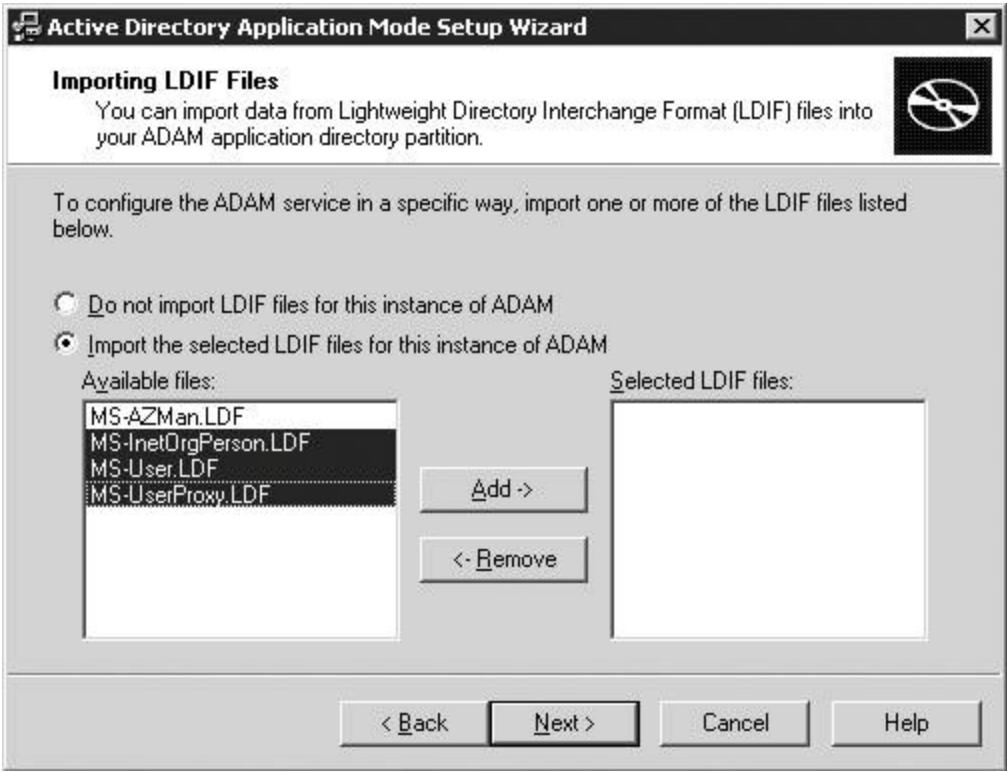 Active Directory Application Mode Setup Wizard
Importing LDIF Files
You can import data from Lightweight Directory Interchange Format (LDIF) files into
your ADAM application directory partition.
To configure the ADAM service in a specific way, import one or more of the LDIF files listed
below.
Do not import LDIF files for this instance of ADAM
Import the selected LDIF files for this instance of ADAM
Available files:
MS-AZMan.LDF
MS-InetOrgPerson.LDF
MS-User.LDF
MS-UserProxy.LDF
Add ->
<- Remove
Selected LDIF files:
< Back
Next >
Cancel
Help